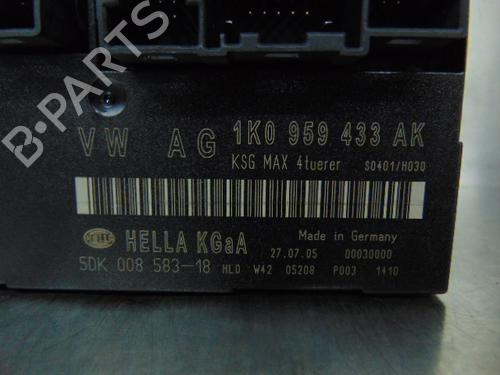 B-PARTS
VW AG 1K0 959 433 AK
KSG MAX 4tuerer S0401/H030
HELLA KGaA
Made in Germany
27.07.05 00030000
5DK 008 583-18 HLO W42 05208 P003 1410